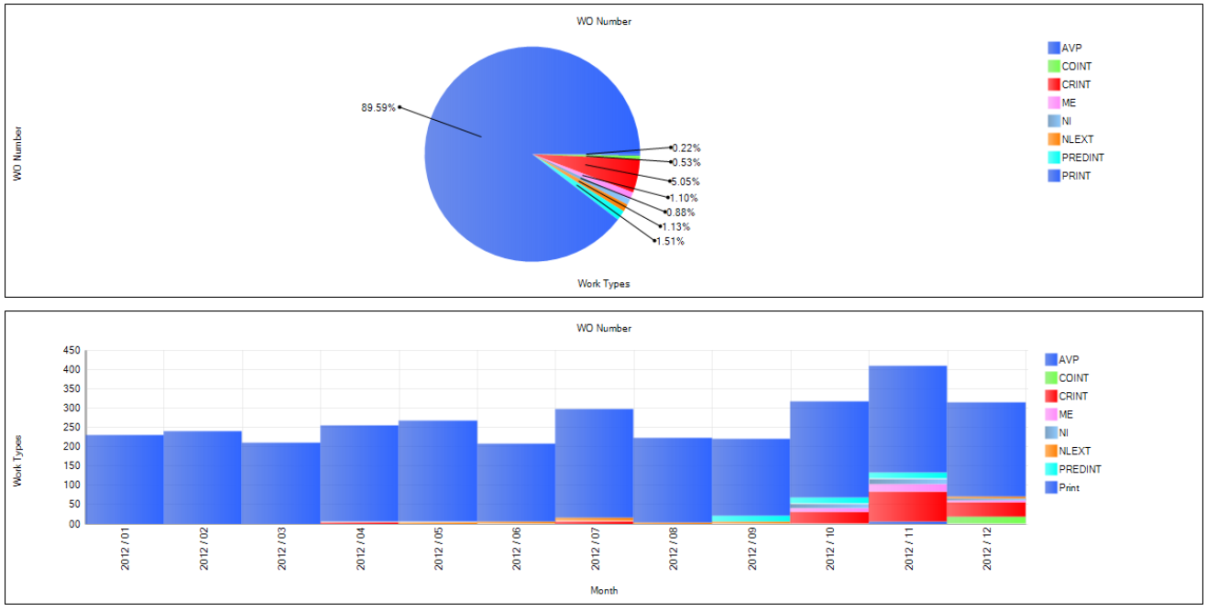 WO Number
WO Number
AVP
COINT
CRINT
ME
NI
NLEXT
PREDINT
PRINT
89.59%
0.22%
0.53%
5.05%
1.10%
0.88%
1.13%
1.51%
Work Types
WO Number
Work Types
450
400
350
300
250
200
150
100
50
00
2012 / 01
2012 / 02
2012 / 03
2012 / 04
2012 / 05
2012 / 06
2012 / 07
2012 / 08
2012 / 09
2012 / 10
2012 / 11
2012 / 12
Month
AVP
COINT
CRINT
ME
NI
NLEXT
PREDINT
Print